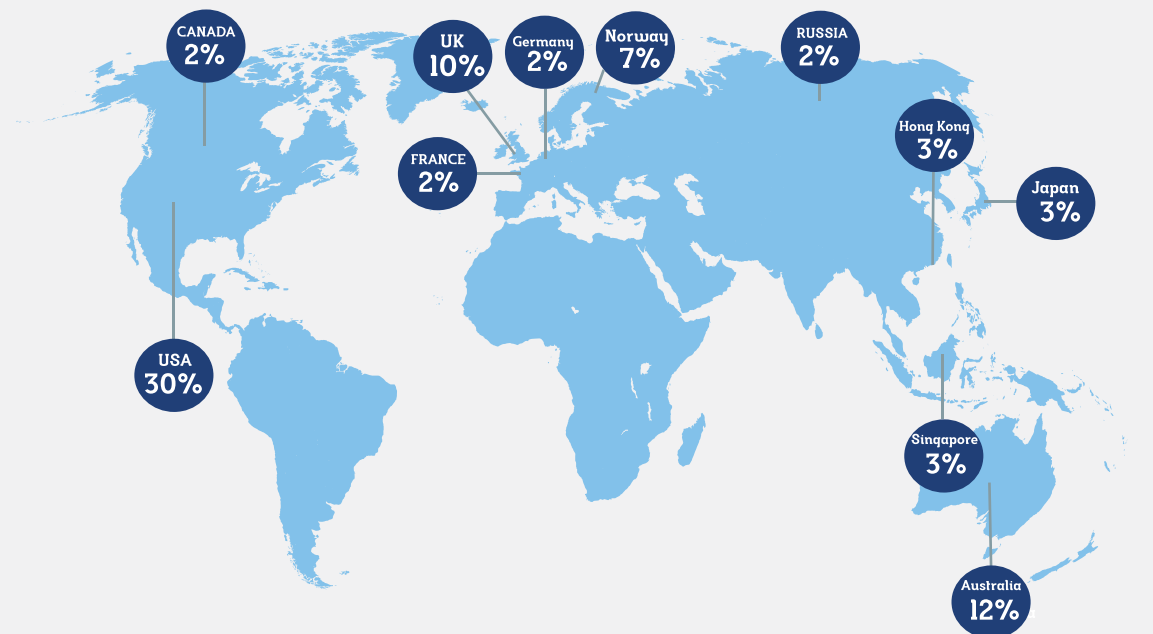 CANADA
2%
UK
10%
Germany
2%
Norway
7%
RUSSIA
2%
Hong Kong
3%
FRANCE
2%
Japan
3%
USA
30%
Singapore
3%
Australia
12%